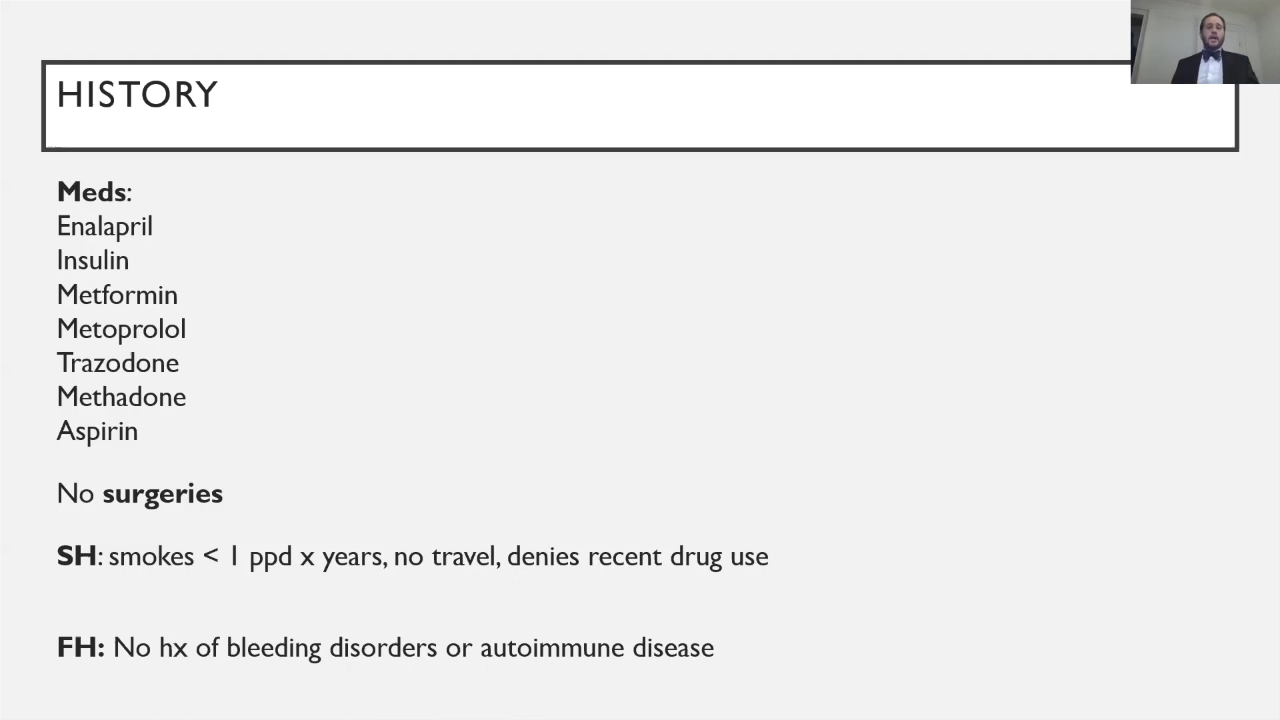 HISTORY
Meds:
Enalapril
Insulin
Metformin
Metoprolol
Trazodone
Methadone
Aspirin
No surgeries
SH: smokes < 1 ppd x years, no travel, denies recent drug use
FH: No hx of bleeding disorders or autoimmune disease